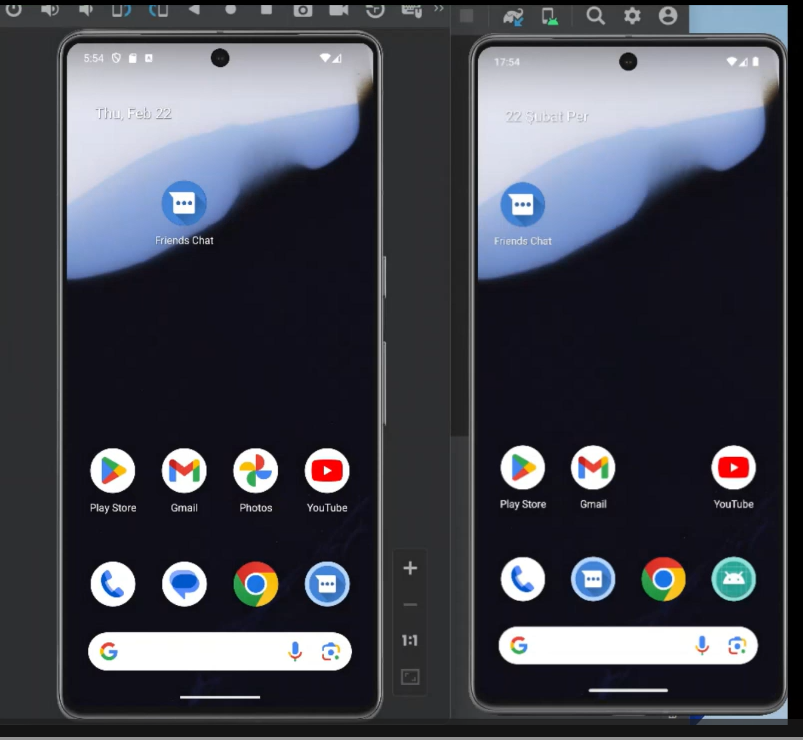 5:54
Thu, Feb 22
Friends Chat
Play Store
Gmail
Photos
YouTube
1:1
17:54
22 Şubat Per
Friends Chat
Play Store
Gmail
YouTube